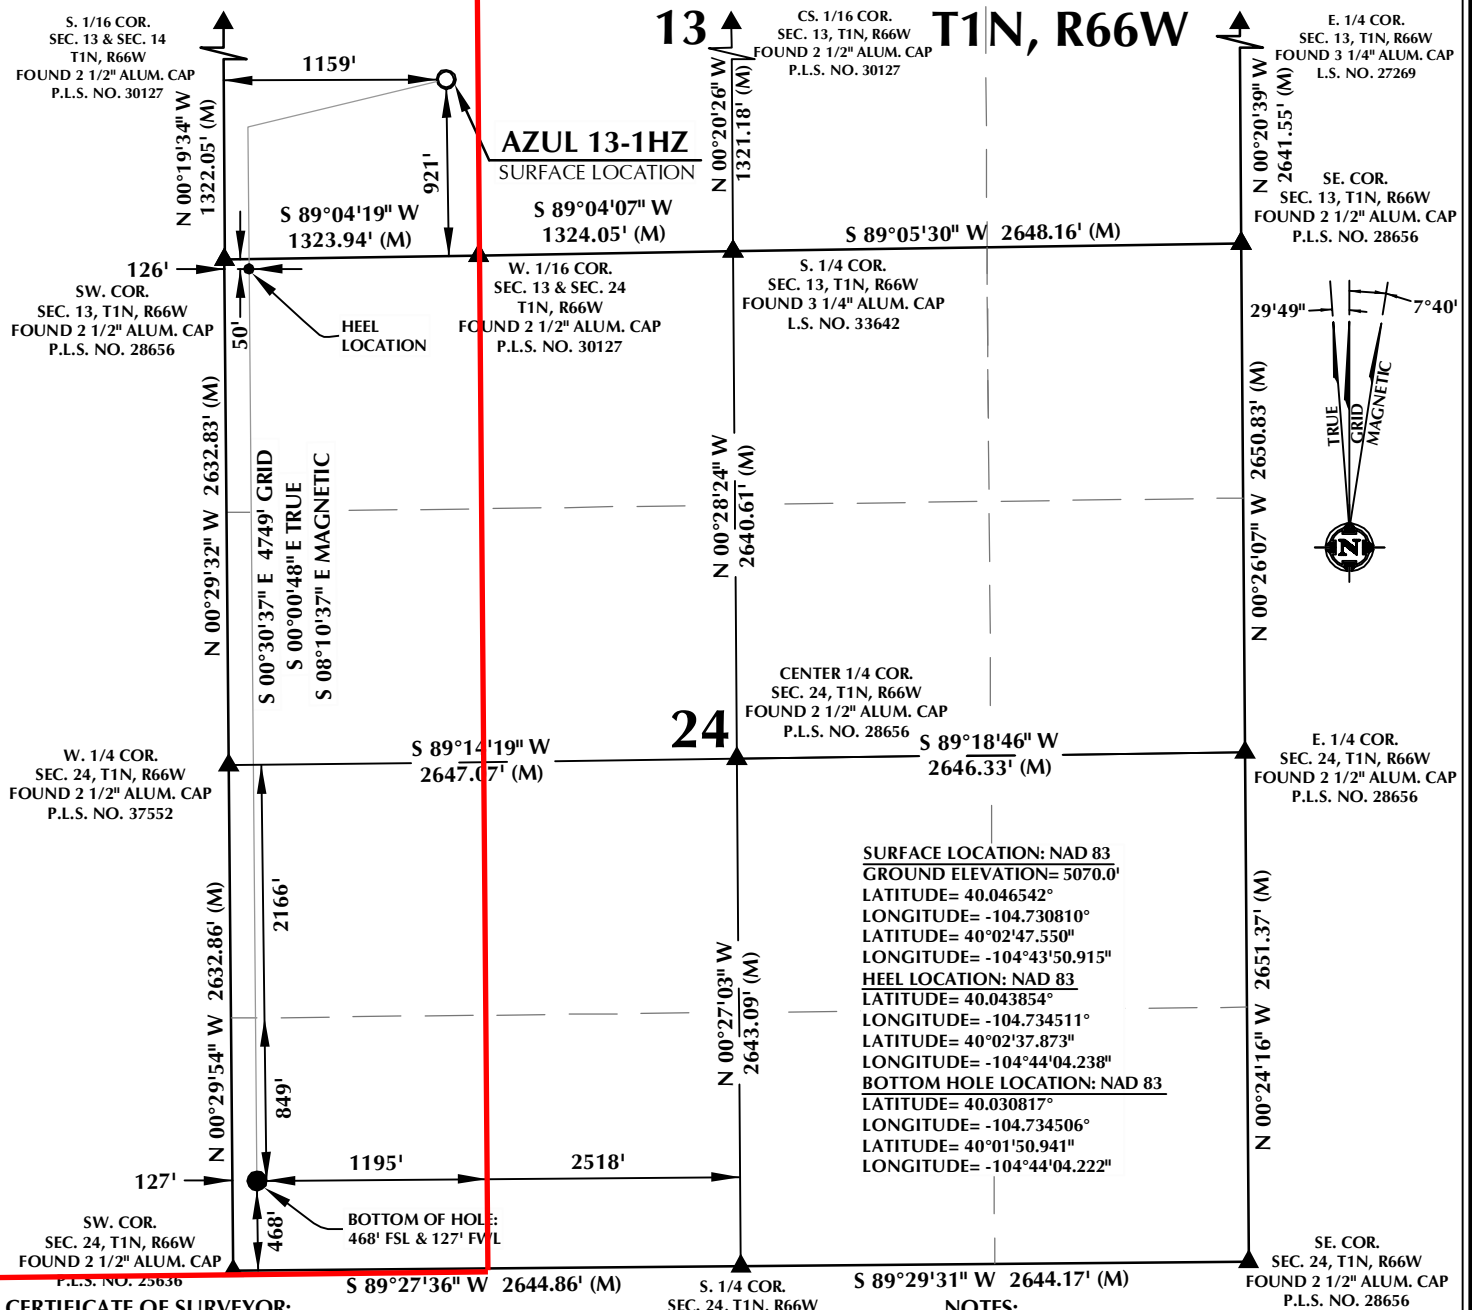 S. 1/16 COR.
SEC. 13 & SEC. 14
T1N, R66W
FOUND 2 1/2" ALUM. CAP
P.L.S. NO. 30127
13
CS. 1/16 COR.
SEC. 13, T1N, R66W
FOUND 2 1/2" ALUM. CAP
P.L.S. NO. 30127
T1N, R66W
E. 1/4 COR.
SEC. 13, T1N, R66W
FOUND 3 1/4" ALUM. CAP
L.S. NO. 27269
1159'
N 00°19'34" W
1322.05' (M)
921'
AZUL 13-1HZ
SURFACE LOCATION
N 00°20'26" W
1321.18' (M)
N 00°20'39" W
2641.55' (M)
SE. COR.
SEC. 13, T1N, R66W
FOUND 2 1/2" ALUM. CAP
P.L.S. NO. 28656
S 89°04'19" W
1323.94' (M)
S 89°04'07" W
1324.05' (M)
S 89°05'30" W 2648.16' (M)
126'
SW. COR.
SEC. 13, T1N, R66W
FOUND 2 1/2" ALUM. CAP
P.L.S. NO. 28656
50'
HEEL
LOCATION
W. 1/16 COR.
SEC. 13 & SEC. 24
T1N, R66W
FOUND 2 1/2" ALUM. CAP
P.L.S. NO. 30127
S. 1/4 COR.
SEC. 13, T1N, R66W
FOUND 3 1/4" ALUM. CAP
L.S. NO. 33642
29'49"
7°40'
TRUE
GRID
MAGNETIC
N
N 00°29'32" W 2632.83' (M)
S 00°30'37" E 4749' GRID
S 00°00'48" E TRUE
S 08°10'37" E MAGNETIC
N 00°28'24" W
2640.61' (M)
N 00°26'07" W 2650.83' (M)
CENTER 1/4 COR.
SEC. 24, T1N, R66W
FOUND 2 1/2" ALUM. CAP
P.L.S. NO. 28656
24
W. 1/4 COR.
SEC. 24, T1N, R66W
FOUND 2 1/2" ALUM. CAP
P.L.S. NO. 37552
S 89°14'19" W
2647.07' (M)
S 89°18'46" W
2646.33' (M)
E. 1/4 COR.
SEC. 24, T1N, R66W
FOUND 2 1/2" ALUM. CAP
P.L.S. NO. 28656
SURFACE LOCATION: NAD 83
GROUND ELEVATION= 5070.0'
LATITUDE= 40.046542°
LONGITUDE= -104.730810°
LATITUDE= 40°02'47.550"
LONGITUDE= -104°43'50.915"
HEEL LOCATION: NAD 83
LATITUDE= 40.043854°
LONGITUDE= -104.734511°
LATITUDE= 40°02'37.873"
LONGITUDE= -104°44'04.238"
BOTTOM HOLE LOCATION: NAD 83
LATITUDE= 40.030817°
LONGITUDE= -104.734506°
LATITUDE= 40°01'50.941"
LONGITUDE= -104°44'04.222"
N 00°29'54" W 2632.86' (M)
2166'
849'
N 00°27'03" W
2643.09' (M)
N 00°24'16" W 2651.37' (M)
1195'
2518'
127'
468'
BOTTOM OF HOLE:
468' FSL & 127' FWL
SW. COR.
SEC. 24, T1N, R66W
FOUND 2 1/2" ALUM. CAP
P.L.S. NO. 25636
S 89°27'36" W 2644.86' (M)
S. 1/4 COR.
SEC. 24, T1N, R66W
S 89°29'31" W 2644.17' (M)
SE. COR.
SEC. 24, T1N, R66W
FOUND 2 1/2" ALUM. CAP
P.L.S. NO. 28656
CERTIFICATE OF SURVEYOR:
NOTES: